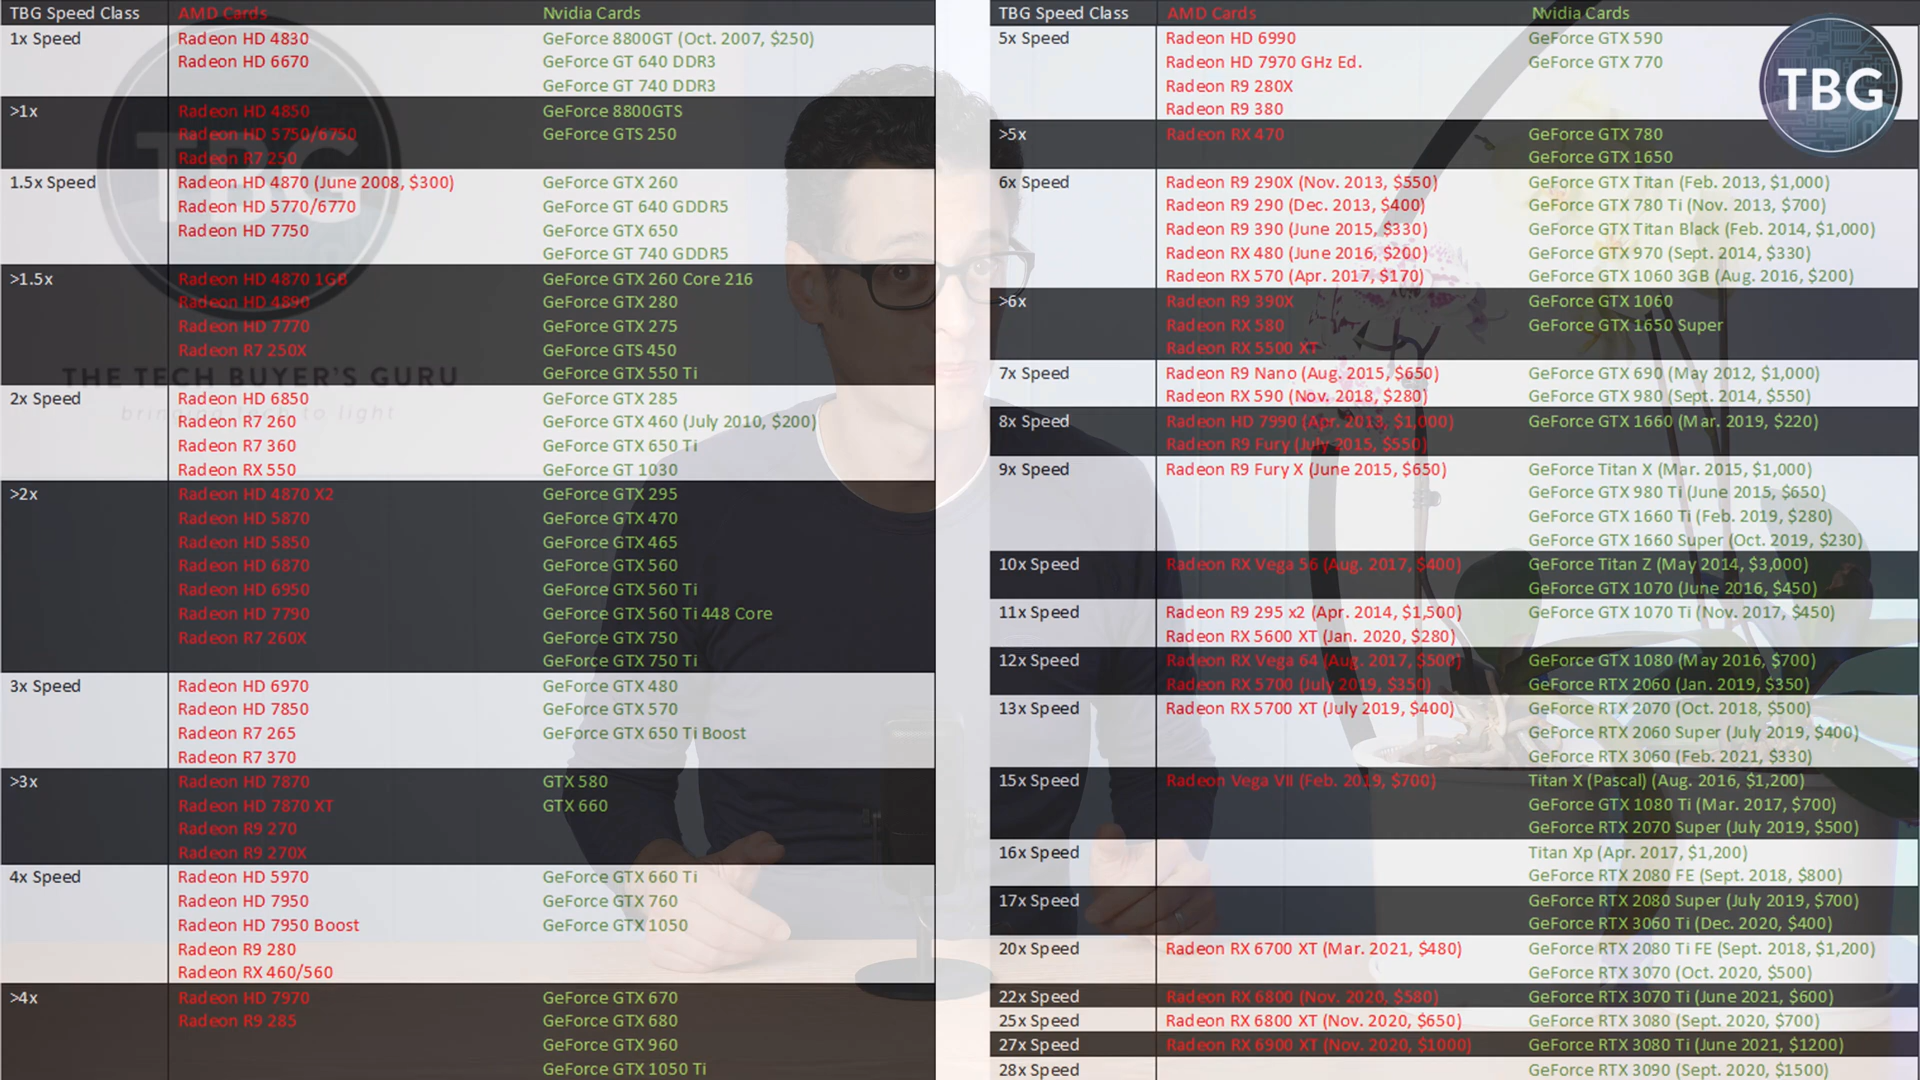 TBG Speed Class AMD Cards Nvidia Cards
1x Speed Radeon HD 4830 GeForce 8800GT (Oct. 2007, $250)
Radeon HD 6670 GeForce GT 640 DDR3
GeForce GT 740 DDR3
>1x Radeon HD 4850 GeForce 8800GTS
Radeon HD 5750/6750 GeForce GTS 250
Radeon R7 250
1.5x Speed Radeon HD 4870 (June 2008, $300) GeForce GTX 260
Radeon HD 5770/6770 GeForce GT 640 GDDR5
Radeon HD 7750 GeForce GTX 650
GeForce GT 740 GDDR5
>1.5x Radeon HD 4870 1GB GeForce GTX 260 Core 216
Radeon HD 4890 GeForce GTX 280
Radeon HD 7770 GeForce GTX 275
Radeon R7 250X GeForce GTS 450
GeForce GTX 550 Ti
2x Speed Radeon HD 6850 GeForce GTX 285
Radeon R7 260 GeForce GTX 460 (July 2010, $200)
Radeon R7 360 GeForce GTX 650 Ti
Radeon RX 550 GeForce GT 1030
>2x Radeon HD 4870 X2 GeForce GTX 295
Radeon HD 5870 GeForce GTX 470
Radeon HD 5850 GeForce GTX 465
Radeon HD 6870 GeForce GTX 560
Radeon HD 6950 GeForce GTX 560 Ti
Radeon HD 7790 GeForce GTX 560 Ti 448 Core
Radeon R7 260X GeForce GTX 750
GeForce GTX 750 Ti
3x Speed Radeon HD 6970 GeForce GTX 480
Radeon HD 7850 GeForce GTX 570
Radeon R7 265 GeForce GTX 650 Ti Boost
Radeon R7 370
>3x Radeon HD 7870 GTX 580
Radeon HD 7870 XT GTX 660
Radeon R9 270
Radeon R9 270X
4x Speed Radeon HD 5970 GeForce GTX 660 Ti
Radeon HD 7950 GeForce GTX 760
Radeon HD 7950 Boost GeForce GTX 1050
Radeon R9 280
Radeon RX 460/560
>4x Radeon HD 7970 GeForce GTX 670
Radeon R9 285 GeForce GTX 680
GeForce GTX 960
GeForce GTX 1050 Ti
TBG Speed Class AMD Cards Nvidia Cards
5x Speed Radeon HD 6990 GeForce GTX 590
Radeon HD 7970 GHz Ed. GeForce GTX 770
Radeon R9 280X
Radeon R9 380
>5x Radeon RX 470 GeForce GTX 780
GeForce GTX 1650
6x Speed Radeon R9 290X (Nov. 2013, $550) GeForce GTX Titan (Feb. 2013, $1,000)
Radeon R9 290 (Dec. 2013, $400) GeForce GTX 780 Ti (Nov. 2013, $700)
Radeon R9 390 (June 2015, $330) GeForce GTX Titan Black (Feb. 2014, $1,000)
Radeon RX 480 (June 2016, $200) GeForce GTX 970 (Sept. 2014, $330)
Radeon RX 570 (Apr. 2017, $170) GeForce GTX 1060 3GB (Aug. 2016, $200)
>6x Radeon R9 390X GeForce GTX 1060
Radeon RX 580 GeForce GTX 1650 Super
Radeon RX 5500 XT
7x Speed Radeon R9 Nano (Aug. 2015, $650) GeForce GTX 690 (May 2012, $1,000)
Radeon RX 590 (Nov. 2018, $280) GeForce GTX 980 (Sept. 2014, $550)
8x Speed Radeon HD 7990 (Apr. 2013, $1,000) GeForce GTX 1660 (Mar. 2019, $220)
Radeon R9 Fury (July 2015, $550)
9x Speed Radeon R9 Fury X (June 2015, $650) GeForce Titan X (Mar. 2015, $1,000)
GeForce GTX 980 Ti (June 2015, $650)
GeForce GTX 1660 Ti (Feb. 2019, $280)
GeForce GTX 1660 Super (Oct. 2019, $230)
10x Speed Radeon RX Vega 56 (Aug. 2017, $400) GeForce Titan Z (May 2014, $3,000)
GeForce GTX 1070 (June 2016, $450)
11x Speed Radeon R9 295 x2 (Apr. 2014, $1,500) GeForce GTX 1070 Ti (Nov. 2017, $450)
Radeon RX 5600 XT (Jan. 2020, $280)
12x Speed Radeon RX Vega 64 (Aug. 2017, $500) GeForce GTX 1080 (May 2016, $700)
Radeon RX 5700 (July 2019, $350) GeForce RTX 2060 (Jan. 2019, $350)
13x Speed Radeon RX 5700 XT (July 2019, $400) GeForce RTX 2070 (Oct. 2018, $500)
GeForce RTX 2060 Super (July 2019, $400)
GeForce RTX 3060 (Feb. 2021, $330)
15x Speed Radeon Vega VII (Feb. 2019, $700) Titan X (Pascal) (Aug. 2016, $1,200)
GeForce GTX 1080 Ti (Mar. 2017, $700)
GeForce RTX 2070 Super (July 2019, $500)
16x Speed Titan Xp (Apr. 2017, $1,200)
GeForce RTX 2080 FE (Sept. 2018, $800)
17x Speed GeForce RTX 2080 Super (July 2019, $700)
GeForce RTX 3060 Ti (Dec. 2020, $400)
20x Speed Radeon RX 6700 XT (Mar. 2021, $480) GeForce RTX 2080 Ti FE (Sept. 2018, $1,200)
GeForce RTX 3070 (Oct. 2020, $500)
22x Speed Radeon RX 6800 (Nov. 2020, $580) GeForce RTX 3070 Ti (June 2021, $600)
25x Speed Radeon RX 6800 XT (Nov. 2020, $650) GeForce RTX 3080 (Sept. 2020, $700)
27x Speed Radeon RX 6900 XT (Nov. 2020, $1000) GeForce RTX 3080 Ti (June 2021, $1200)
28x Speed GeForce RTX 3090 (Sept. 2020, $1500)
TBG
TBG
THE TECH BUYER'S GURU
bringing tech to light